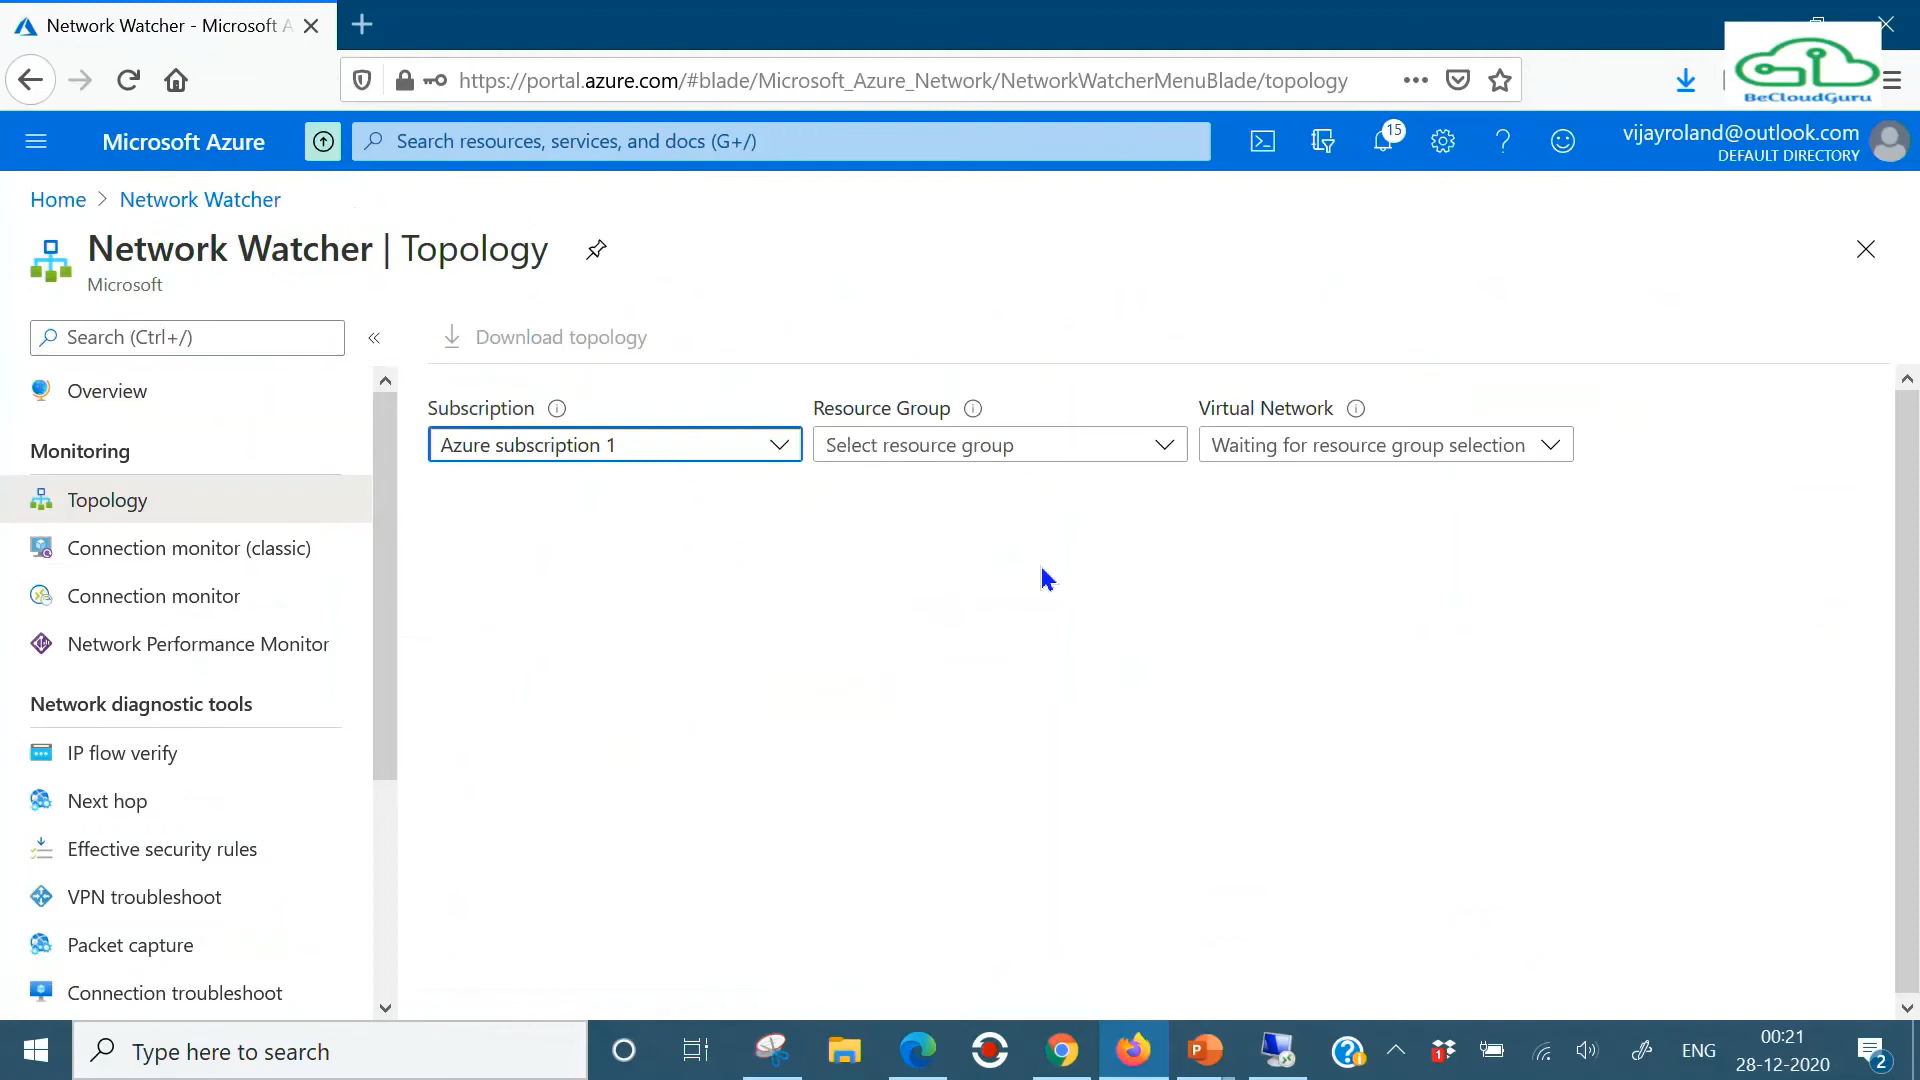 Network Watcher - Microsoft A
https://portal.azure.com/#blade/Microsoft_Azure_Network/NetworkWatcherMenuBlade/topology
BeCloudGuru
Microsoft Azure
Search resources, services, and docs (G+/)
15
vijayroland@outlook.com
DEFAULT DIRECTORY
Home > Network Watcher
Network Watcher | Topology
Microsoft
Search (Ctrl+/)
«
Download topology
Overview
Subscription
Resource Group
Virtual Network
Azure subscription 1
Select resource group
Waiting for resource group selection
Monitoring
Topology
Connection monitor (classic)
Connection monitor
Network Performance Monitor
Network diagnostic tools
IP flow verify
Next hop
Effective security rules
VPN troubleshoot
Packet capture
Connection troubleshoot
Type here to search
ENG
00:21
28-12-2020
2